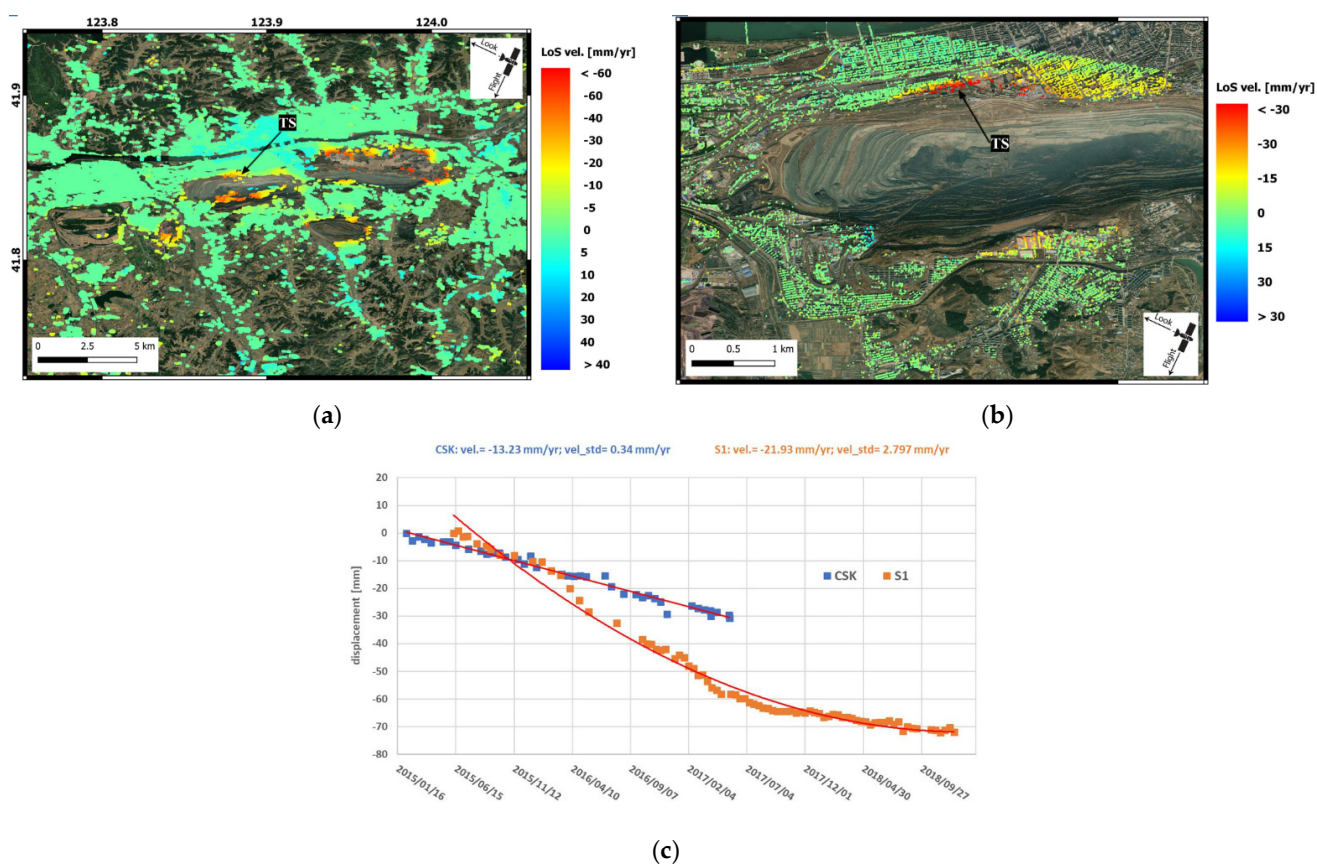 123.8 123.9 124.0
41.9
41.8
TS
Look
Flight
0 2.5 5 km
LoS vel. [mm/yr]
< -60
-60
-40
-30
-20
-10
-5
0
5
10
20
30
40
> 40
(a)
TS
0 0.5 1 km
Look
Flight
LoS vel. [mm/yr]
< -30
-30
-15
0
15
30
> 30
(b)
CSK: vel.= -13.23 mm/yr; vel_std= 0.34 mm/yr S1: vel.= -21.93 mm/yr; vel_std= 2.797 mm/yr
displacement [mm]
20
0
-10
-20
-30
-40
-50
-60
-70
-80
10
CSK S1
2015/01/16
2015/06/15
2015/11/12
2016/04/10
2016/09/07
2017/02/04
2017/07/04
2017/12/01
2018/04/30
2018/09/27
(c)